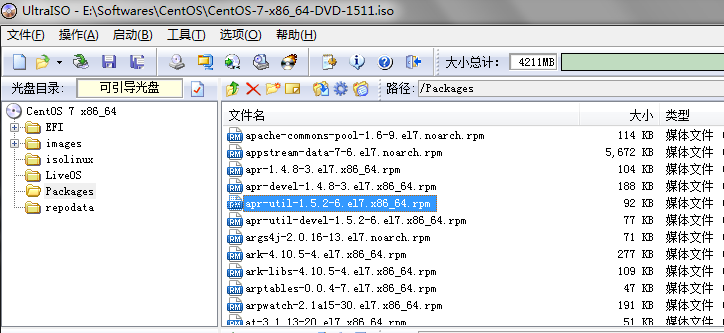 UltraISO - E:\Softwares\CentOS\CentOS-7-x86_64-DVD-1511.iso
文件(F) 操作(A) 启动(B) 工具(T) 选项(O) 帮助(H)
大小总计: 4211MB
光盘目录: 可引导光盘 路径: /Packages
CentOS 7 x86_64
EFI
images
isolinux
LiveOS
Packages
repodata
文件名 大小 类型
apache-commons-pool-1.6-9.el7.noarch.rpm 114 KB 媒体文件
appstream-data-7-6.el7.noarch.rpm 5,672 KB 媒体文件
apr-1.4.8-3.el7.x86_64.rpm 104 KB 媒体文件
apr-devel-1.4.8-3.el7.x86_64.rpm 188 KB 媒体文件
apr-util-1.5.2-6.el7.x86_64.rpm 92 KB 媒体文件
apr-util-devel-1.5.2-6.el7.x86_64.rpm 77 KB 媒体文件
args4j-2.0.16-13.el7.noarch.rpm 71 KB 媒体文件
ark-4.10.5-4.el7.x86_64.rpm 277 KB 媒体文件
ark-libs-4.10.5-4.el7.x86_64.rpm 109 KB 媒体文件
arptables-0.0.4-7.el7.x86_64.rpm 47 KB 媒体文件
arpwatch-2.1a15-30.el7.x86_64.rpm 191 KB 媒体文件
at-3.1.13-20.el7.x86_64.rpm 51 KB 媒体文件